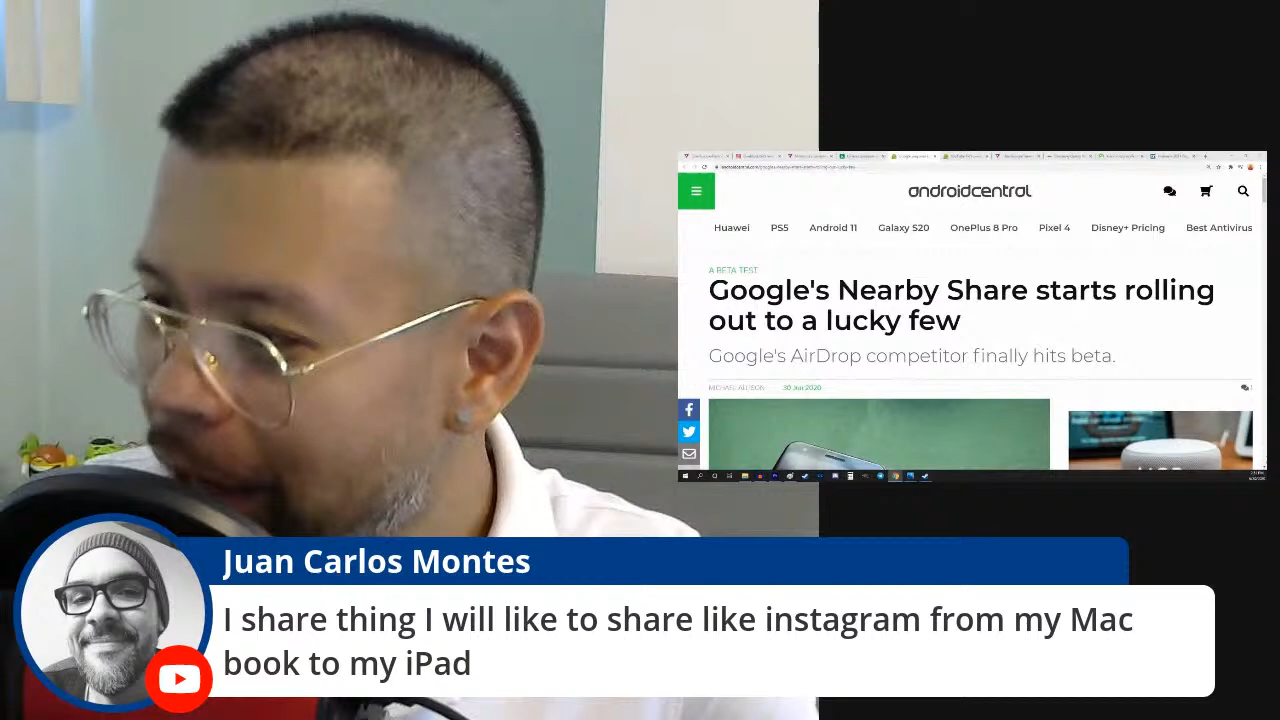 androidcentral
Huawei PS5 Android 11 Galaxy S20 OnePlus 8 Pro Pixel 4 Disney+ Pricing Best Antivirus
A BETA TEST
Google's Nearby Share starts rolling
out to a lucky few
Google's AirDrop competitor finally hits beta.
MICHAEL ALLISON 30 Jun 2020
Juan Carlos Montes
I share thing I will like to share like instagram from my Mac
book to my iPad